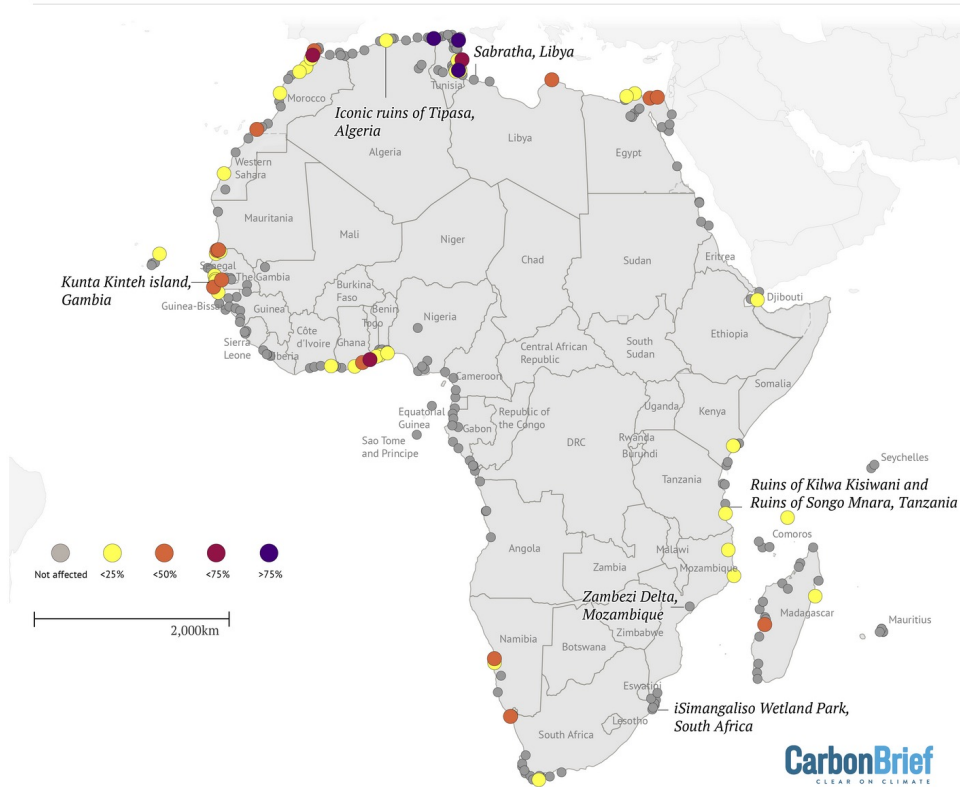 Sabratha, Libya
Tunisia
Morocco
Iconic ruins of Tipasa,
Algeria
Algeria
Libya
Egypt
Western
Sahara
Mauritania
Mali
Niger
Chad
Sudan
Eritrea
Senegal
The Gambia
Kunta Kinteh island,
Gambia
Burkina
Faso
Djibouti
Guinea-Bissau
Guinea
Benin
Togo
Nigeria
Côte
d'Ivoire
Ghana
Ethiopia
Sierra
Leone
Liberia
Central African
Republic
South
Sudan
Cameroon
Somalia
Equatorial
Guinea
Republic of
the Congo
Uganda
Kenya
Gabon
Sao Tome
and Principe
DRC
Rwanda
Burundi
Seychelles
Tanzania
Ruins of Kilwa Kisiwani and
Ruins of Songo Mnara, Tanzania
Comoros
Angola
Malawi
Zambia
Mozambique
Not affected
<25%
<50%
<75%
>75%
Zambezi Delta,
Mozambique
Madagascar
Mauritius
2,000km
Zimbabwe
Namibia
Botswana
Eswatini
iSimangaliso Wetland Park,
South Africa
Lesotho
South Africa
CarbonBrief
CLEAR ON CLIMATE